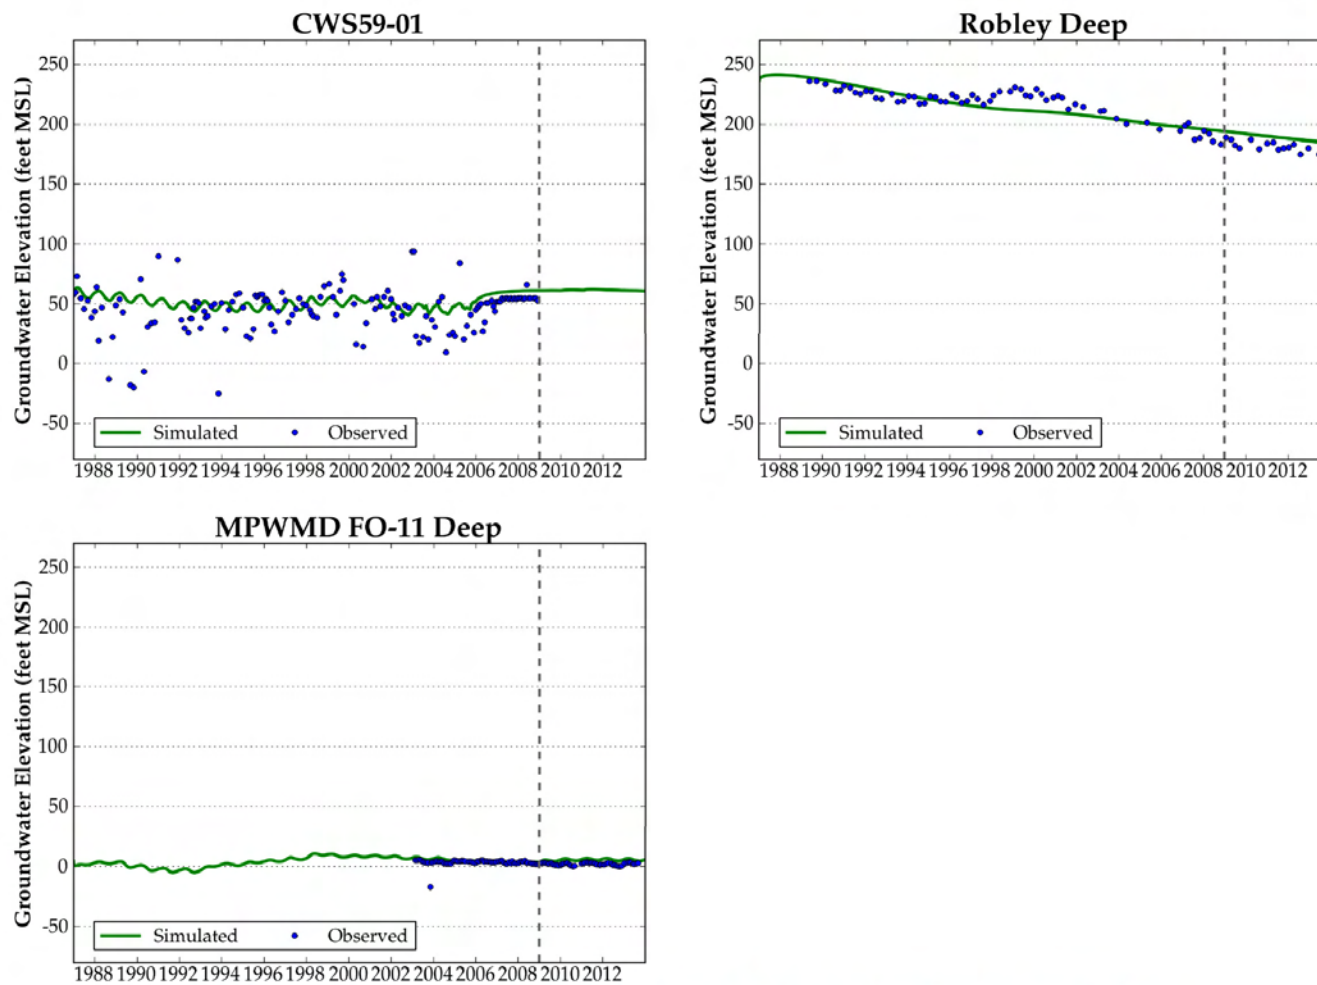 CWS59-01
Groundwater Elevation (feet MSL)
250
200
150
100
50
0
-50
Simulated Observed
1988 1990 1992 1994 1996 1998 2000 2002 2004 2006 2008 2010 2012
Robley Deep
Groundwater Elevation (feet MSL)
250
200
150
100
50
0
-50
Simulated Observed
1988 1990 1992 1994 1996 1998 2000 2002 2004 2006 2008 2010 2012
MPWMD FO-11 Deep
Groundwater Elevation (feet MSL)
250
200
150
100
50
0
-50
Simulated Observed
1988 1990 1992 1994 1996 1998 2000 2002 2004 2006 2008 2010 2012